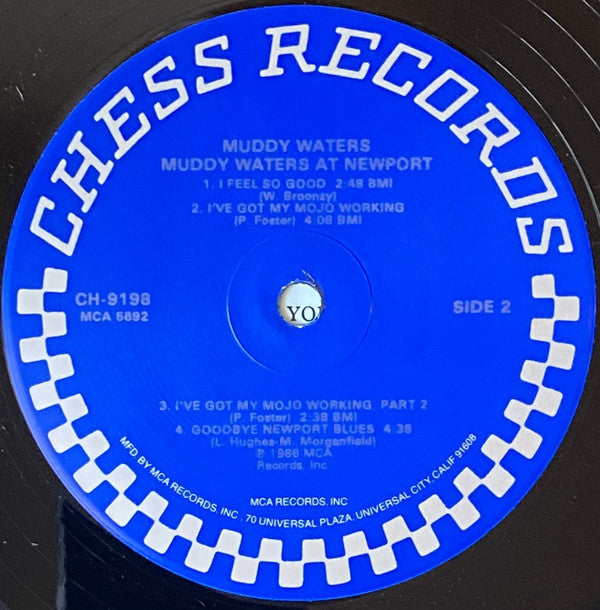 CHESS RECORDS
MUDDY WATERS
MUDDY WATERS AT NEWPORT
1. I FEEL SO GOOD 2:48 BMI
(W. Broonzy)
2. I'VE GOT MY MOJO WORKING
(P. Foster) 4:08 BMI
CH-9198
MCA 5692
SIDE 2
YO
3. I'VE GOT MY MOJO WORKING, PART 2
(P. Foster) 2:38 BMI
4. GOODBYE NEWPORT BLUES 4:38
(L. Hughes-M. Morganfield)
℗ 1986 MCA
Records, Inc
MCA RECORDS, INC
MFD. BY MCA RECORDS, INC., 70 UNIVERSAL PLAZA, UNIVERSAL CITY, CALIF 91608